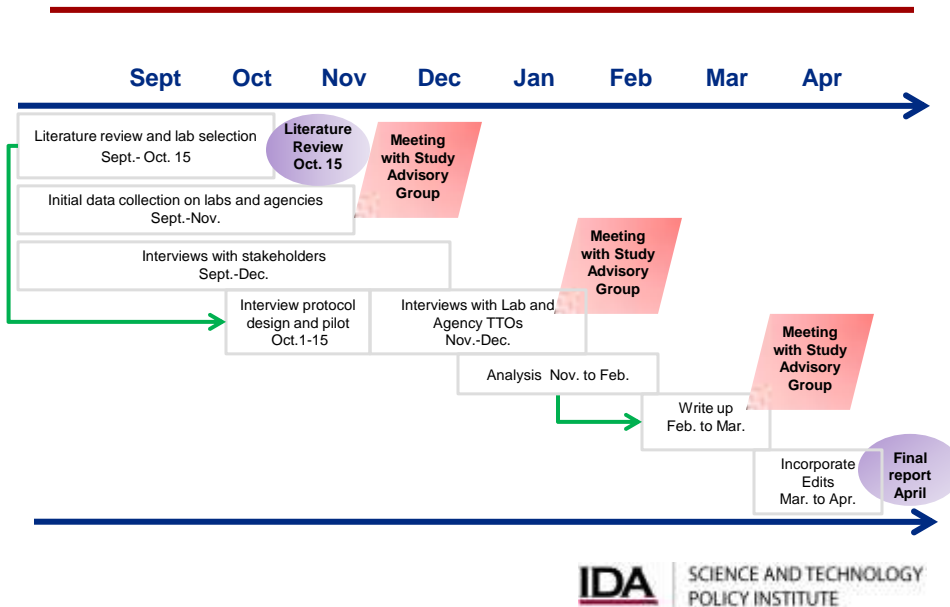 Sept Oct Nov Dec Jan Feb Mar Apr
Literature review and lab selection
Sept.- Oct. 15
Literature
Review
Oct. 15
Meeting
with Study
Advisory
Group
Initial data collection on labs and agencies
Sept.-Nov.
Interviews with stakeholders
Sept.-Dec.
Meeting
with Study
Advisory
Group
Interview protocol
design and pilot
Oct.1-15
Interviews with Lab and
Agency TTOs
Nov.-Dec.
Meeting
with Study
Advisory
Group
Analysis Nov. to Feb.
Write up
Feb. to Mar.
Incorporate
Edits
Mar. to Apr.
Final
report
April
IDA
SCIENCE AND TECHNOLOGY
POLICY INSTITUTE